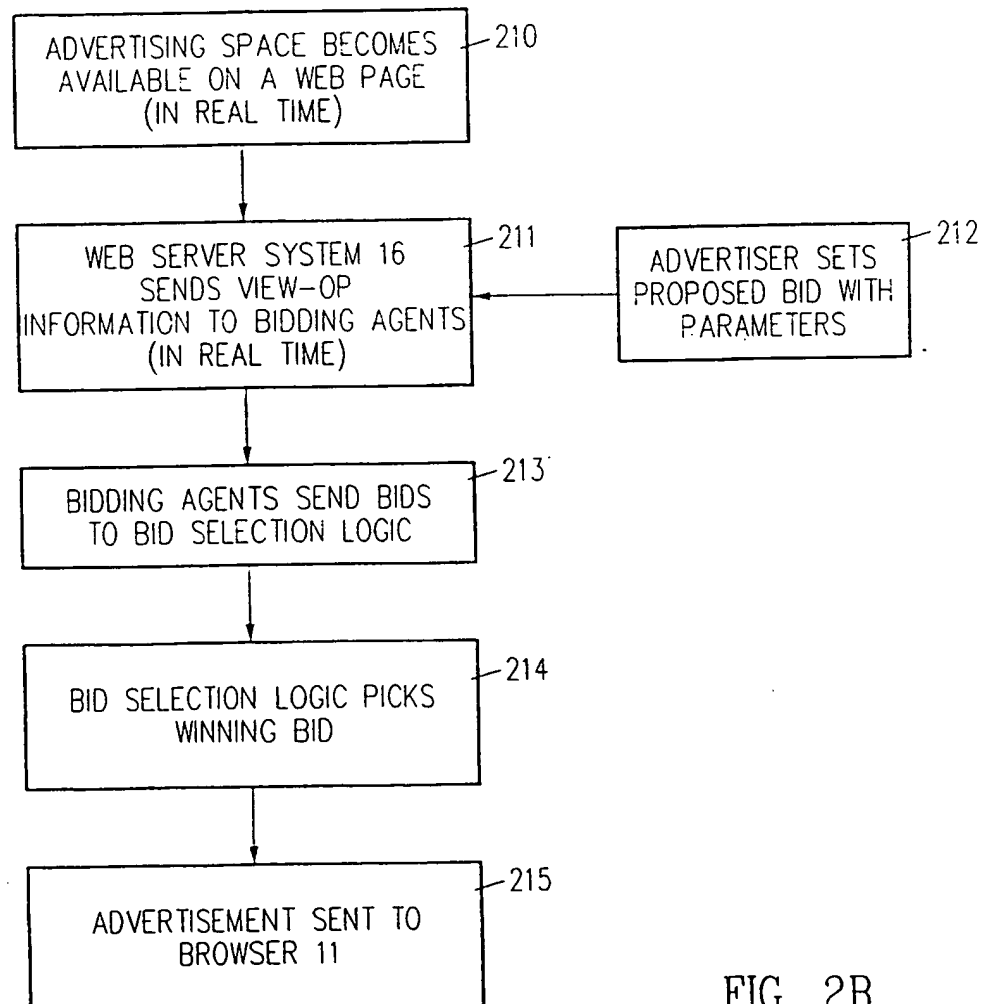 ADVERTISING SPACE BECOMES
AVAILABLE ON A WEB PAGE
(IN REAL TIME)
210
WEB SERVER SYSTEM 16
SENDS VIEW-OP
INFORMATION TO BIDDING AGENTS
(IN REAL TIME)
211
ADVERTISER SETS
PROPOSED BID WITH
PARAMETERS
212
BIDDING AGENTS SEND BIDS
TO BID SELECTION LOGIC
213
BID SELECTION LOGIC PICKS
WINNING BID
214
ADVERTISEMENT SENT TO
BROWSER 11
215
FIG. 2B